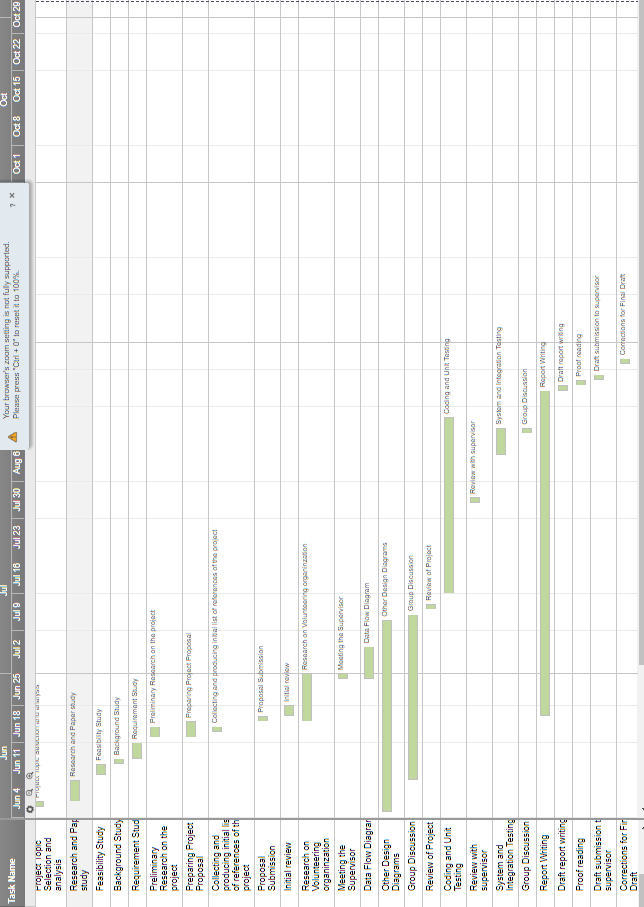 Jun Jul Oct
Task Name
Jun 4 Jun 11 Jun 18 Jun 25 Jul 2 Jul 9 Jul 16 Jul 23 Jul 30 Aug 6 Oct 1 Oct 8 Oct 15 Oct 22 Oct 29
Your browser's zoom setting is not fully supported.
Please press "Ctrl + 0" to reset it to 100%.
? ×
Project Topic
Selection and
analysis
Project Topic Selection and analysis
Research and Pap
study
Research and Paper study
Feasibility Study
Feasibility Study
Background Study
Background Study
Requirement Stud
Requirement Study
Preliminary
Research on the
project
Preliminary Research on the project
Preparing Project
Proposal
Preparing Project Proposal
Collecting and
producing initial lis
of references of th
project
Collecting and producing initial list of references of the project
Proposal
Submission
Proposal Submission
Initial review
Initial review
Research on
Volunteering
organinzation
Research on Volunteering organinzation
Meeting the
Supervisor
Meeting the Supervisor
Data Flow Diagran
Data Flow Diagram
Other Design
Diagrams
Other Design Diagrams
Group Discussion
Group Discussion
Review of Project
Review of Project
Coding and Unit
Testing
Coding and Unit Testing
Review with
supervisor
Review with supervisor
System and
Integration Testing
System and Integration Testing
Group Discussion
Group Discussion
Report Writing
Report Writing
Draft report writing
Draft report writing
Proof reading
Proof reading
Draft submission t
supervisor
Draft submission to supervisor
Corrections for Fir
Draft
Corrections for Final Draft